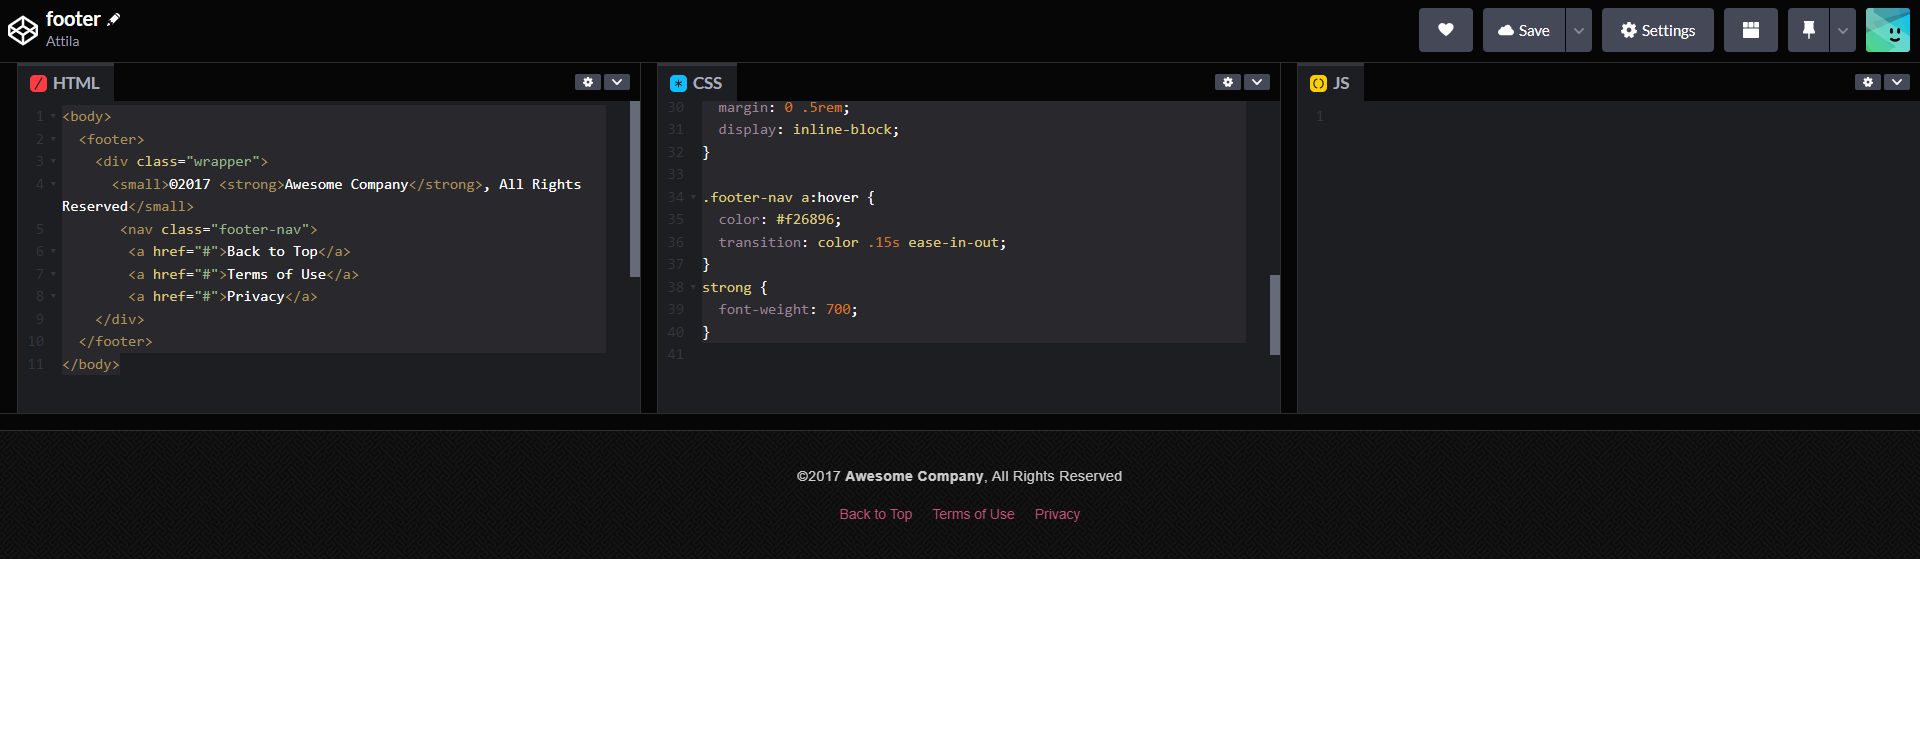 footer
Attila
Save
Settings
HTML
1 <body>
2 <footer>
3 <div class="wrapper">
4 <small>©2017 <strong>Awesome Company</strong>, All Rights
Reserved</small>
5 <nav class="footer-nav">
6 <a href="#">Back to Top</a>
7 <a href="#">Terms of Use</a>
8 <a href="#">Privacy</a>
9 </div>
10 </footer>
11 </body>
CSS
30 margin: 0 .5rem;
31 display: inline-block;
32 }
33
34 .footer-nav a:hover {
35 color: #f26896;
36 transition: color .15s ease-in-out;
37 }
38 strong {
39 font-weight: 700;
40 }
41
JS
1
©2017 Awesome Company, All Rights Reserved
Back to Top Terms of Use Privacy